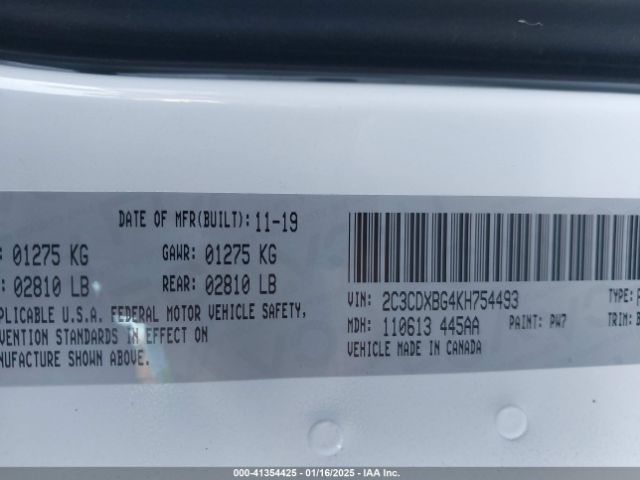 DATE OF MFR(BUILT): 11-19
: 01275 KG GAWR: 01275 KG
: 02810 LB REAR: 02810 LB
PLICABLE U.S.A. FEDERAL MOTOR VEHICLE SAFETY,
VENTION STANDARDS IN EFFECT ON
NUFACTURE SHOWN ABOVE.
VIN: 2C3CDXBG4KH754493 TYPE:
MDH: 110613 445AA PAINT: PW7 TRIM:
VEHICLE MADE IN CANADA
000-41354425 - 01/16/2025 - IAA Inc.